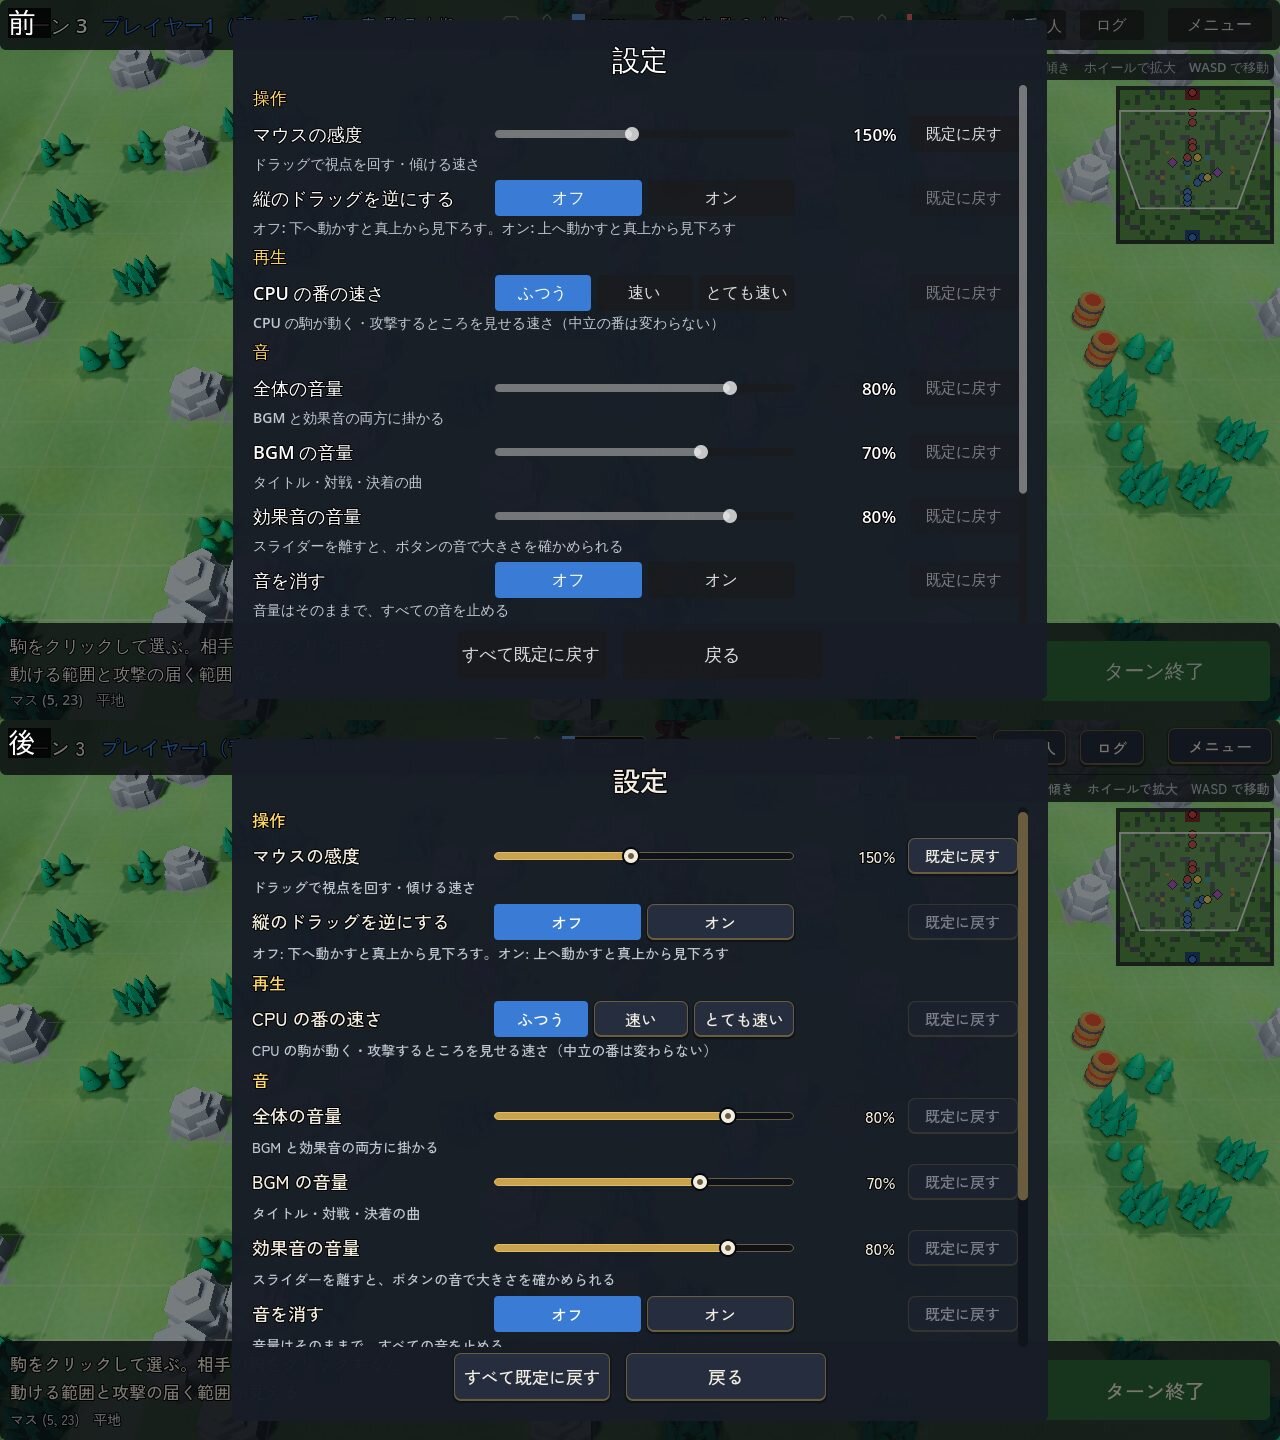 前
ン 3 プレイヤー1
人 ログ メニュー
設定
傾き ホイールで拡大 WASD で移動
操作
マウスの感度 150% 既定に戻す
ドラッグで視点を回す・傾ける速さ
縦のドラッグを逆にする オフ オン 既定に戻す
オフ: 下へ動かすと真上から見下ろす。オン: 上へ動かすと真上から見下ろす
再生
CPU の番の速さ ふつう 速い とても速い 既定に戻す
CPU の駒が動く・攻撃するところを見せる速さ（中立の番は変わらない）
音
全体の音量 80% 既定に戻す
BGM と効果音の両方に掛かる
BGM の音量 70% 既定に戻す
タイトル・対戦・決着の曲
効果音の音量 80% 既定に戻す
スライダーを離すと、ボタンの音で大きさを確かめられる
音を消す オフ オン 既定に戻す
音量はそのままで、すべての音を止める
駒をクリックして選ぶ。相手
動ける範囲と攻撃の届く範囲
マス (5, 23) 平地
すべて既定に戻す 戻る
ターン終了
後
ン 3 プレイヤー1
人 ログ メニュー
設定
傾き ホイールで拡大 WASD で移動
操作
マウスの感度 150% 既定に戻す
ドラッグで視点を回す・傾ける速さ
縦のドラッグを逆にする オフ オン 既定に戻す
オフ: 下へ動かすと真上から見下ろす。オン: 上へ動かすと真上から見下ろす
再生
CPU の番の速さ ふつう 速い とても速い 既定に戻す
CPU の駒が動く・攻撃するところを見せる速さ（中立の番は変わらない）
音
全体の音量 80% 既定に戻す
BGM と効果音の両方に掛かる
BGM の音量 70% 既定に戻す
タイトル・対戦・決着の曲
効果音の音量 80% 既定に戻す
スライダーを離すと、ボタンの音で大きさを確かめられる
音を消す オフ オン 既定に戻す
音量はそのままで、すべての音を止める
駒をクリックして選ぶ。相手
動ける範囲と攻撃の届く範囲
マス (5, 23) 平地
すべて既定に戻す 戻る
ターン終了